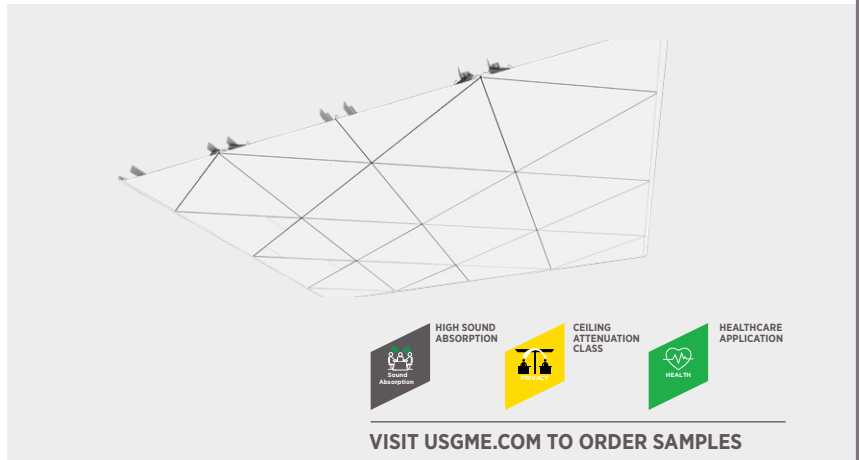 HIGH SOUND
ABSORPTION
Sound
Absorption
CEILING
ATTENUATION
CLASS
PRIVACY
HEALTHCARE
APPLICATION
HEALTH
VISIT USGME.COM TO ORDER SAMPLES